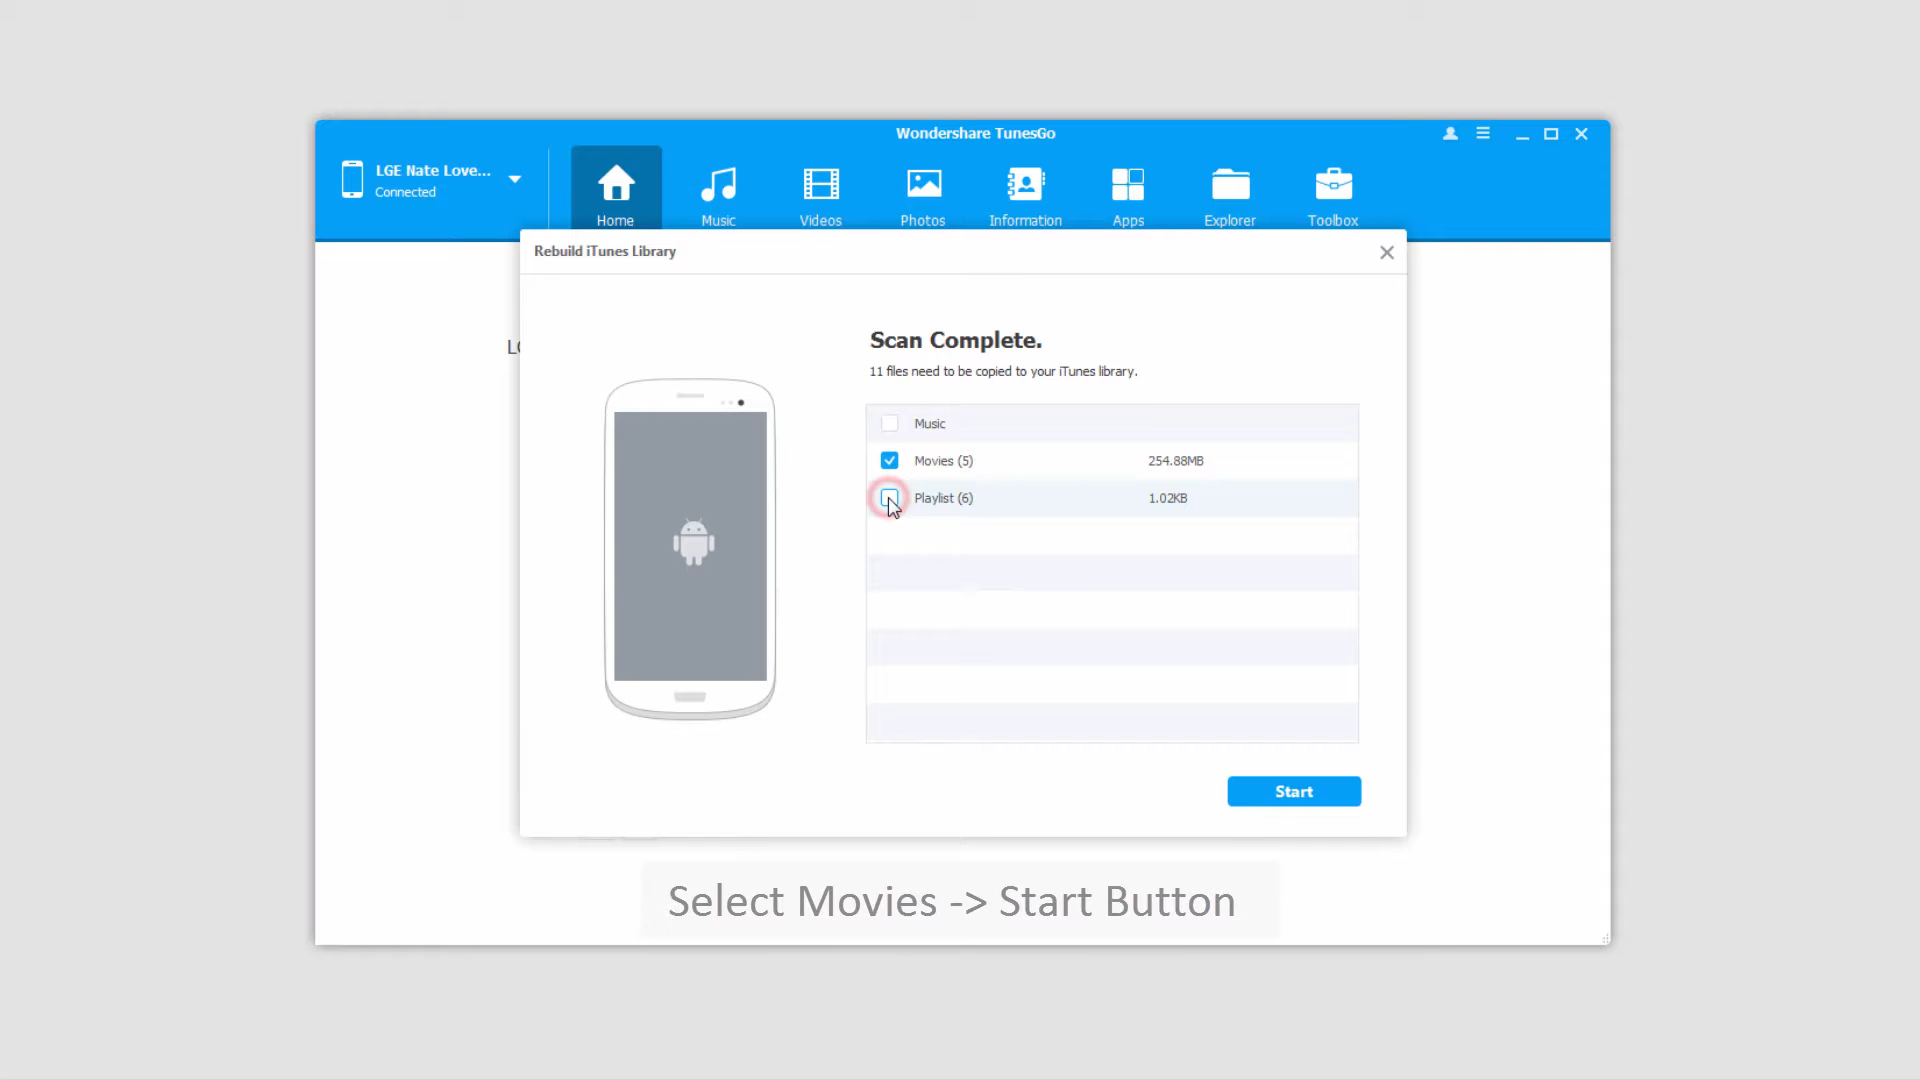 Wondershare TunesGo
LGE Nate Love...
Connected
Home
Music
Videos
Photos
Information
Apps
Explorer
Toolbox
Rebuild iTunes Library
Scan Complete.
11 files need to be copied to your iTunes library.
Music
Movies (5) 254.88MB
Playlist (6) 1.02KB
Start
Select Movies -> Start Button